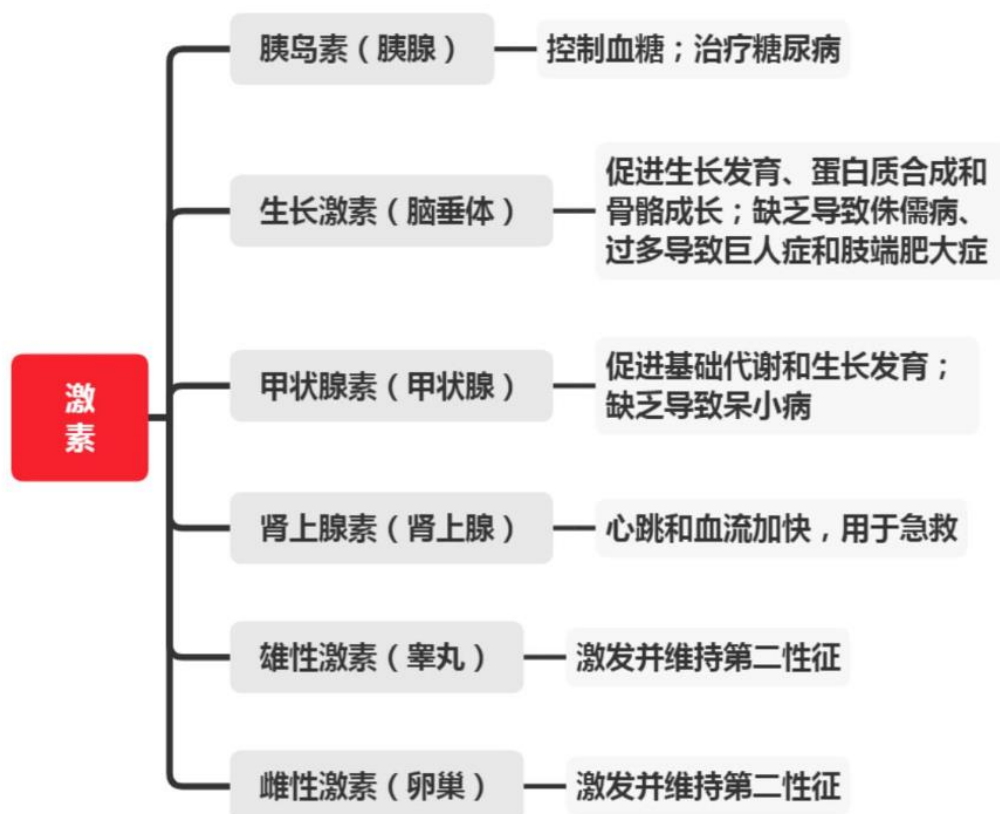 胰岛素（胰腺）
控制血糖；治疗糖尿病
生长激素（脑垂体）
促进生长发育、蛋白质合成和
骨骼成长；缺乏导致侏儒病、
过多导致巨人症和肢端肥大症
激
素
甲状腺素（甲状腺）
促进基础代谢和生长发育；
缺乏导致呆小病
肾上腺素（肾上腺）
心跳和血流加快，用于急救
雄性激素（睾丸）
激发并维持第二性征
雌性激素（卵巢）
激发并维持第二性征